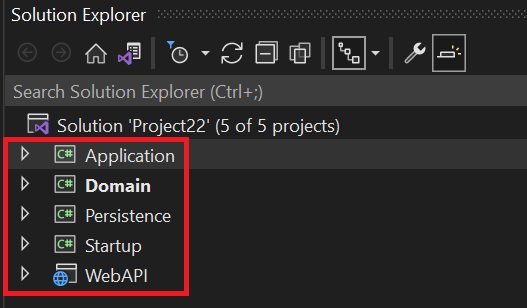 Solution Explorer
Search Solution Explorer (Ctrl+;)
Solution 'Project22' (5 of 5 projects)
C# Application
C# Domain
C# Persistence
C# Startup
WebAPI